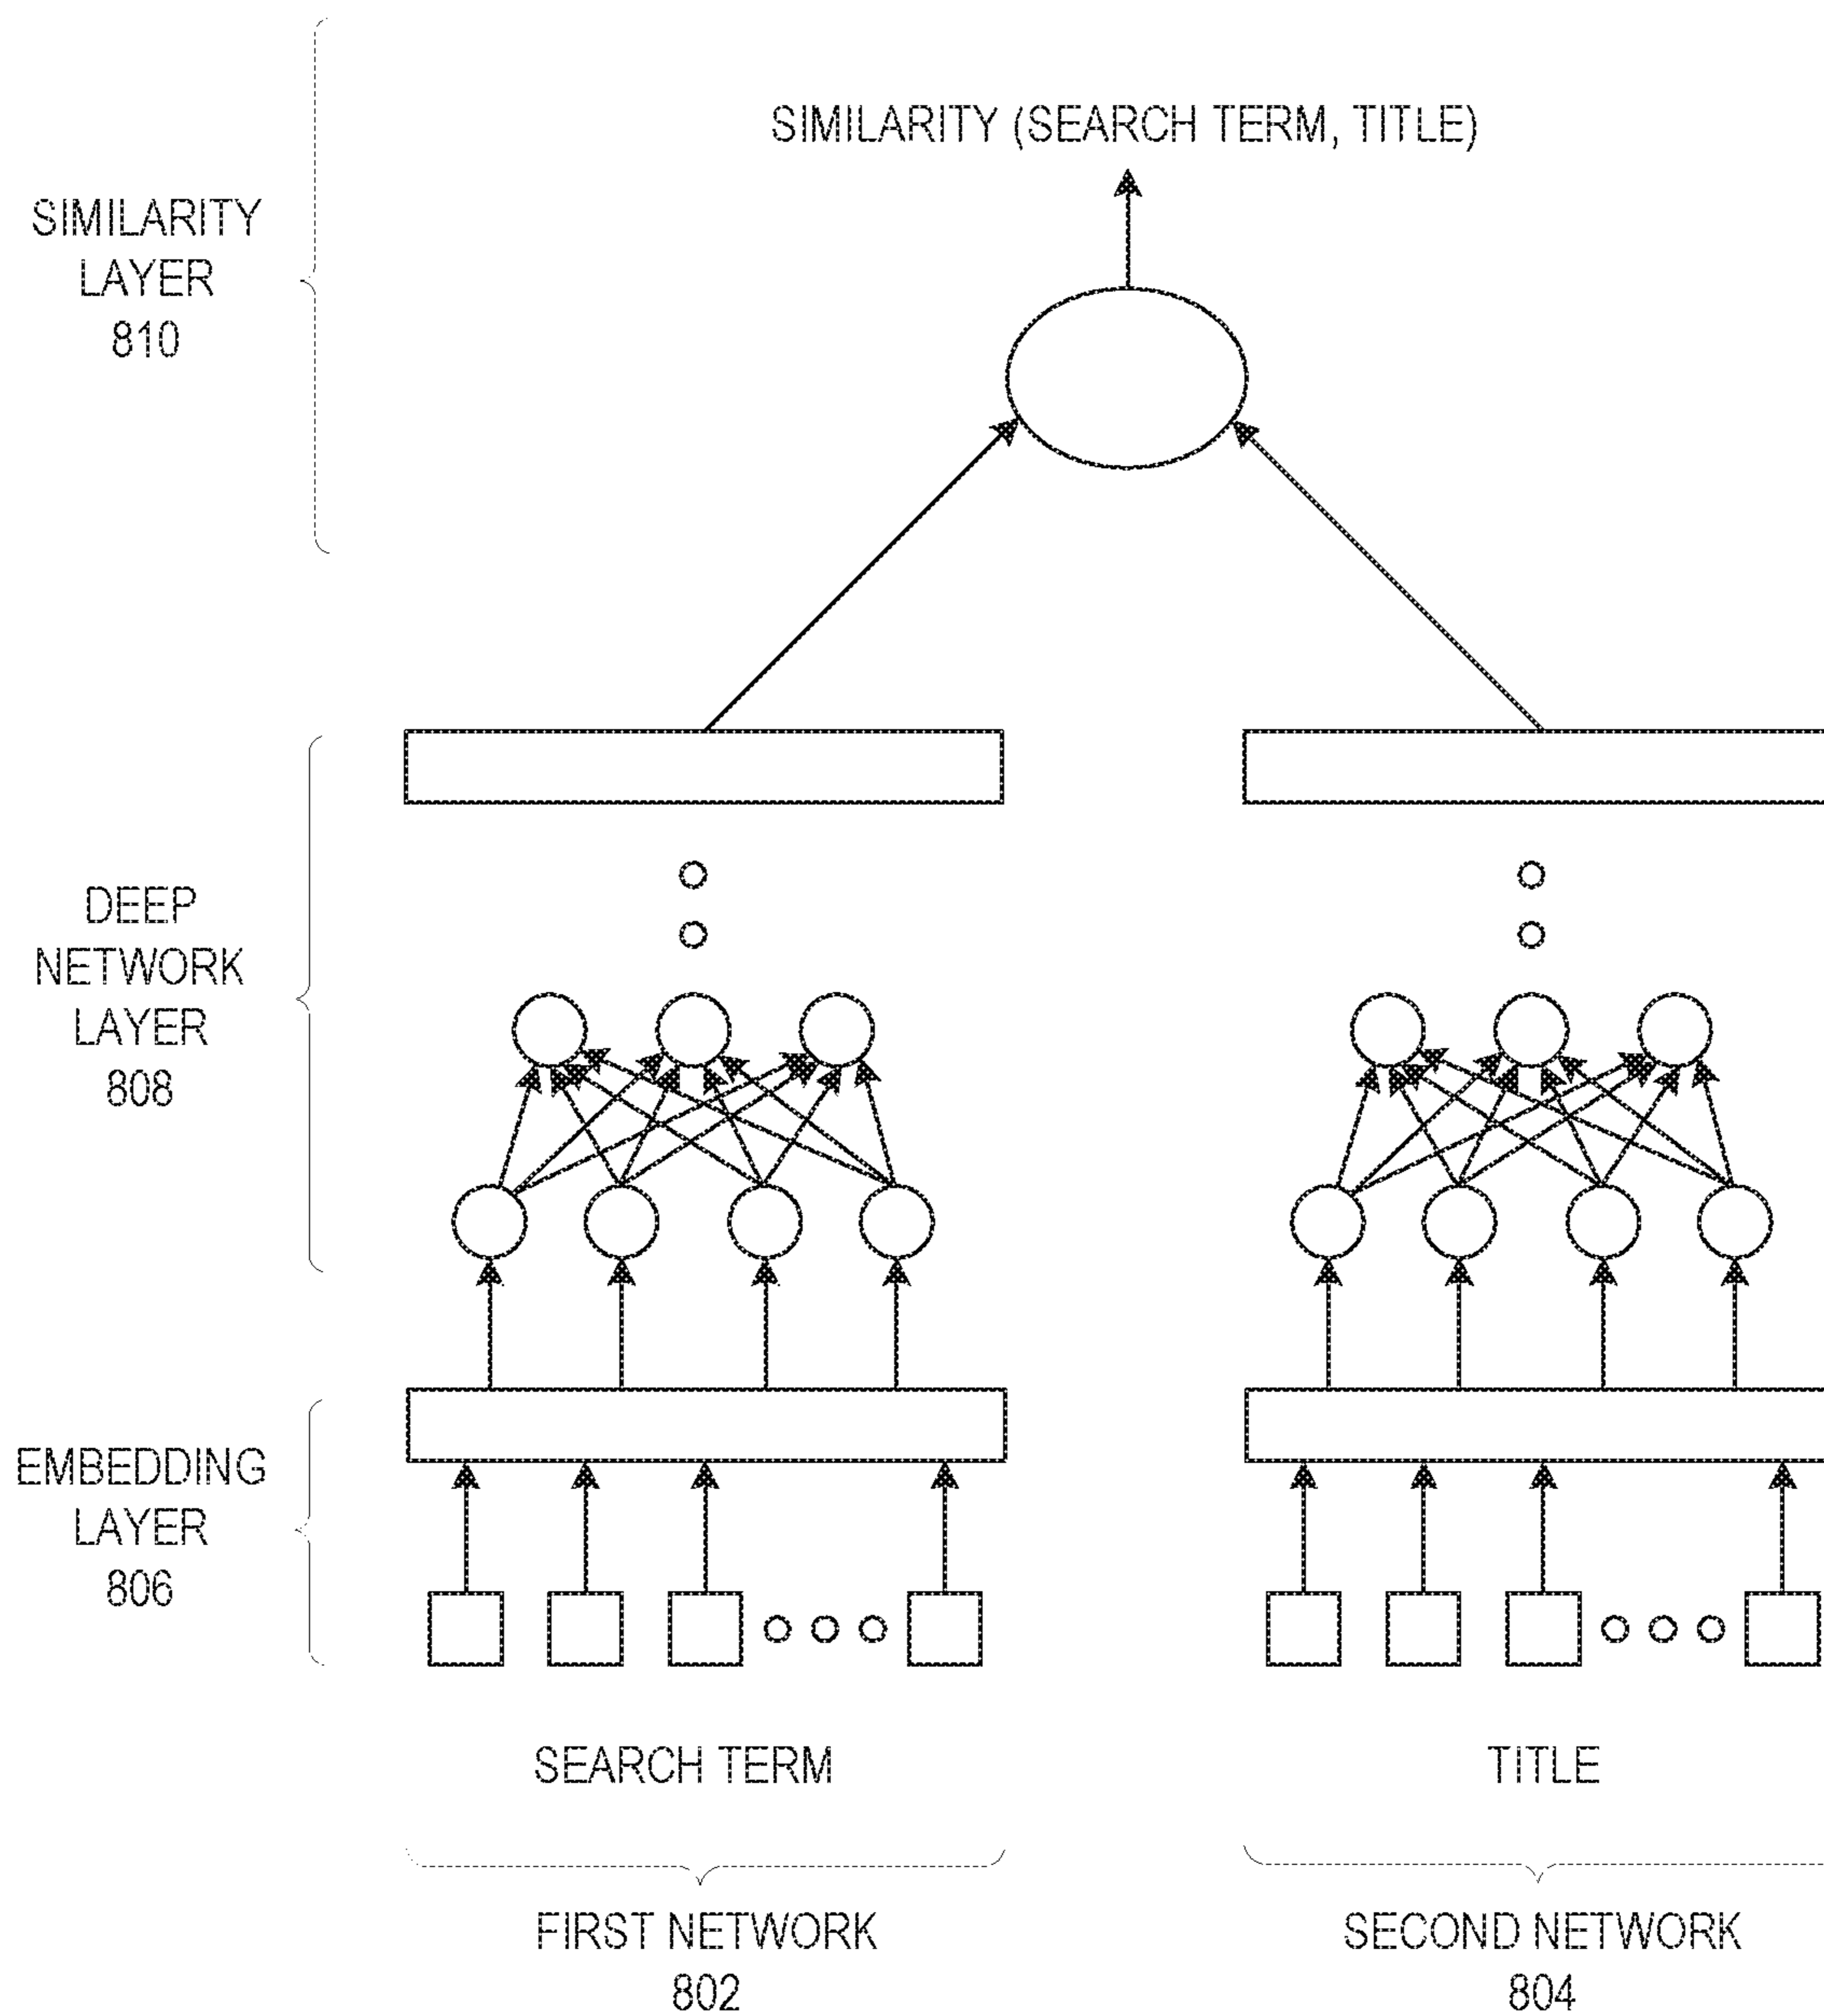 SIMILARITY (SEARCH TERM, TITLE)
SIMILARITY
LAYER
810
DEEP
NETWORK
LAYER
808
EMBEDDING
LAYER
806
SEARCH TERM
TITLE
FIRST NETWORK
802
SECOND NETWORK
804